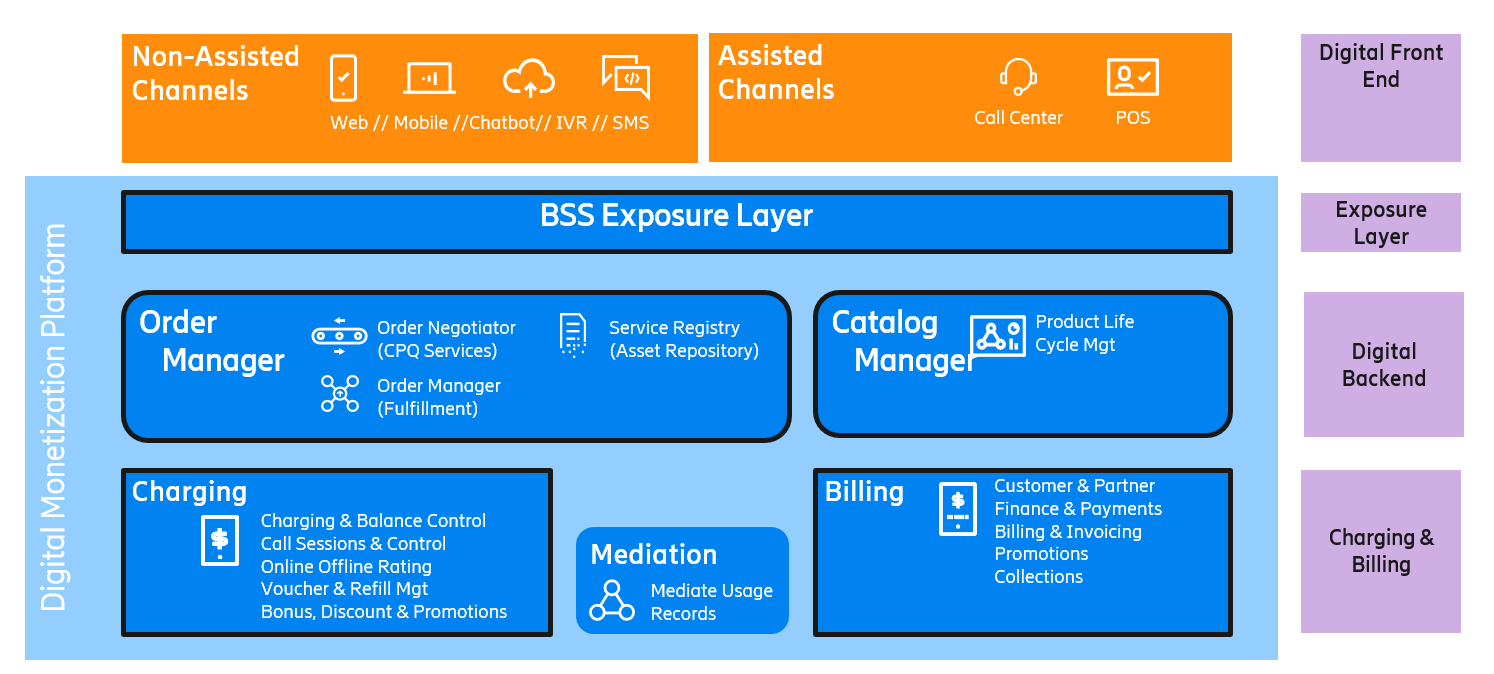 Non-Assisted
Channels
Web // Mobile //Chatbot// IVR // SMS
Assisted
Channels
Call Center
POS
Digital Front
End
Digital Monetization Platform
BSS Exposure Layer
Exposure
Layer
Order
Manager
Order Negotiator
(CPQ Services)
Order Manager
(Fulfillment)
Service Registry
(Asset Repository)
Catalog
Manager
Product Life
Cycle Mgt
Digital
Backend
Charging
Charging & Balance Control
Call Sessions & Control
Online Offline Rating
Voucher & Refill Mgt
Bonus, Discount & Promotions
Mediation
Mediate Usage
Records
Billing
Customer & Partner
Finance & Payments
Billing & Invoicing
Promotions
Collections
Charging &
Billing